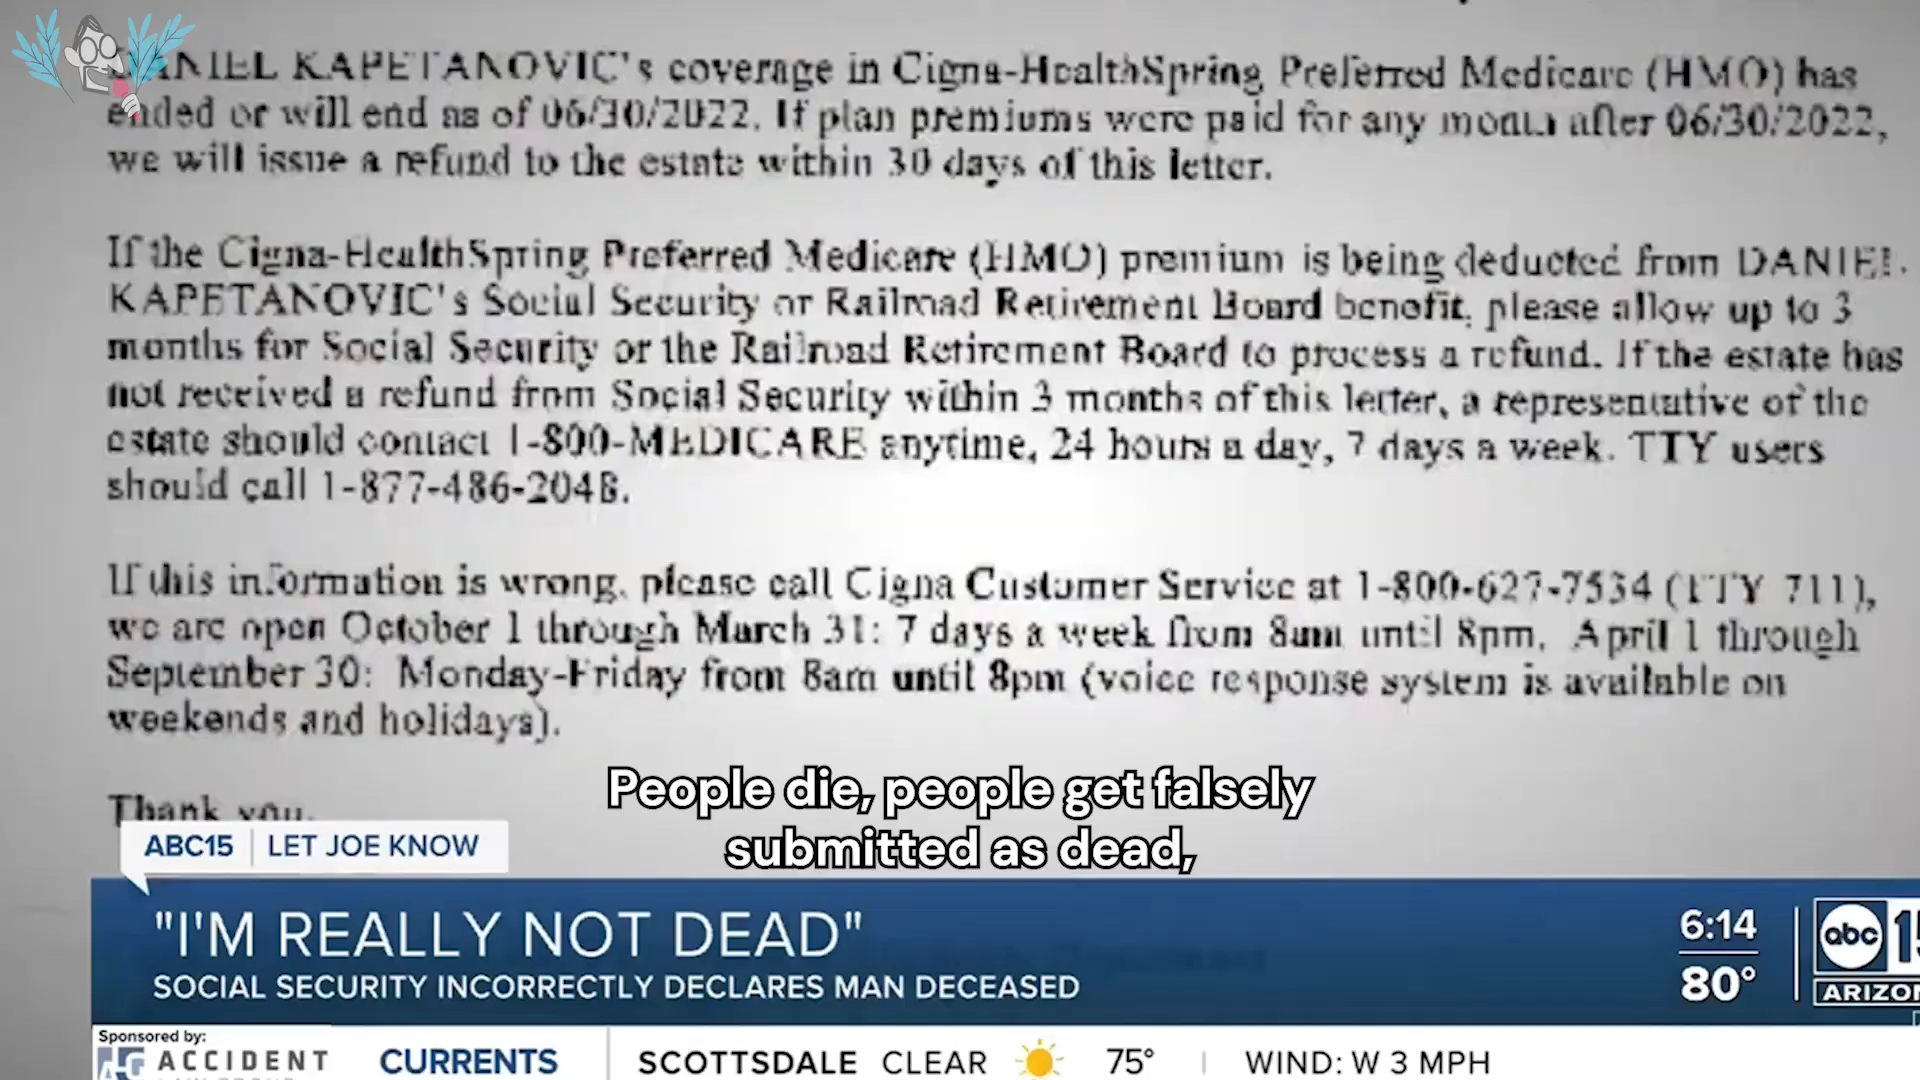 DANIEL KAPETANOVIC's coverage in Cigna-HealthSpring Preferred Medicare (HMO) has
ended or will end as of 06/30/2022. If plan premiums were paid for any month after 06/30/2022,
we will issue a refund to the estate within 30 days of this letter.
If the Cigna-HealthSpring Preferred Medicare (HMO) premium is being deducted from DANIEL
KAPETANOVIC's Social Security or Railroad Retirement Board benefit, please allow up to 3
months for Social Security or the Railroad Retirement Board to process a refund. If the estate has
not received a refund from Social Security within 3 months of this letter, a representative of the
estate should contact 1-800-MEDICARE anytime, 24 hours a day, 7 days a week. TTY users
should call 1-877-486-2048.
If this information is wrong, please call Cigna Customer Service at 1-800-627-7534 (TTY 711),
we are open October 1 through March 31: 7 days a week from 8am until 8pm. April 1 through
September 30: Monday-Friday from 8am until 8pm (voice response system is available on
weekends and holidays).
Thank you.
People die, people get falsely
submitted as dead,
ABC15 LET JOE KNOW
"I'M REALLY NOT DEAD"
SOCIAL SECURITY INCORRECTLY DECLARES MAN DECEASED
6:14
80°
abc 15
ARIZON
Sponsored by:
ALG ACCIDENT
CURRENTS
SCOTTSDALE CLEAR 75° WIND: W 3 MPH